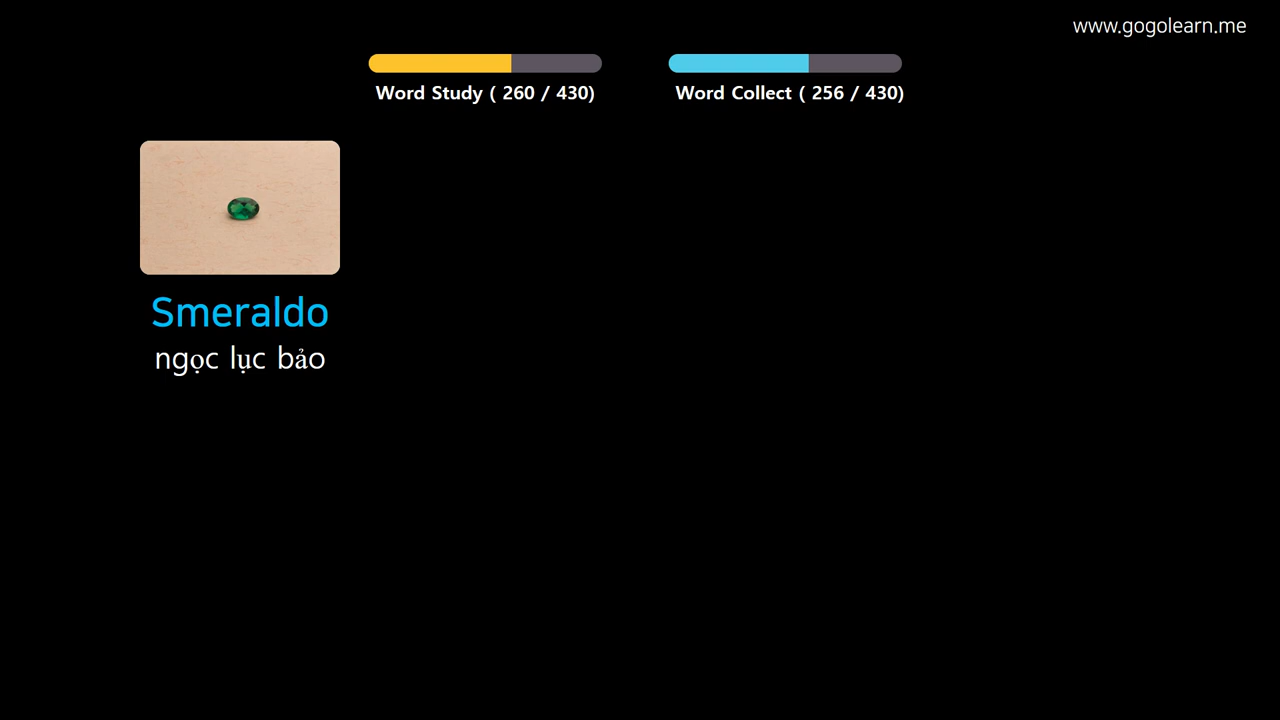 www.gogolearn.me
Word Study ( 260 / 430)
Word Collect ( 256 / 430)
Smeraldo
ngọc lục bảo